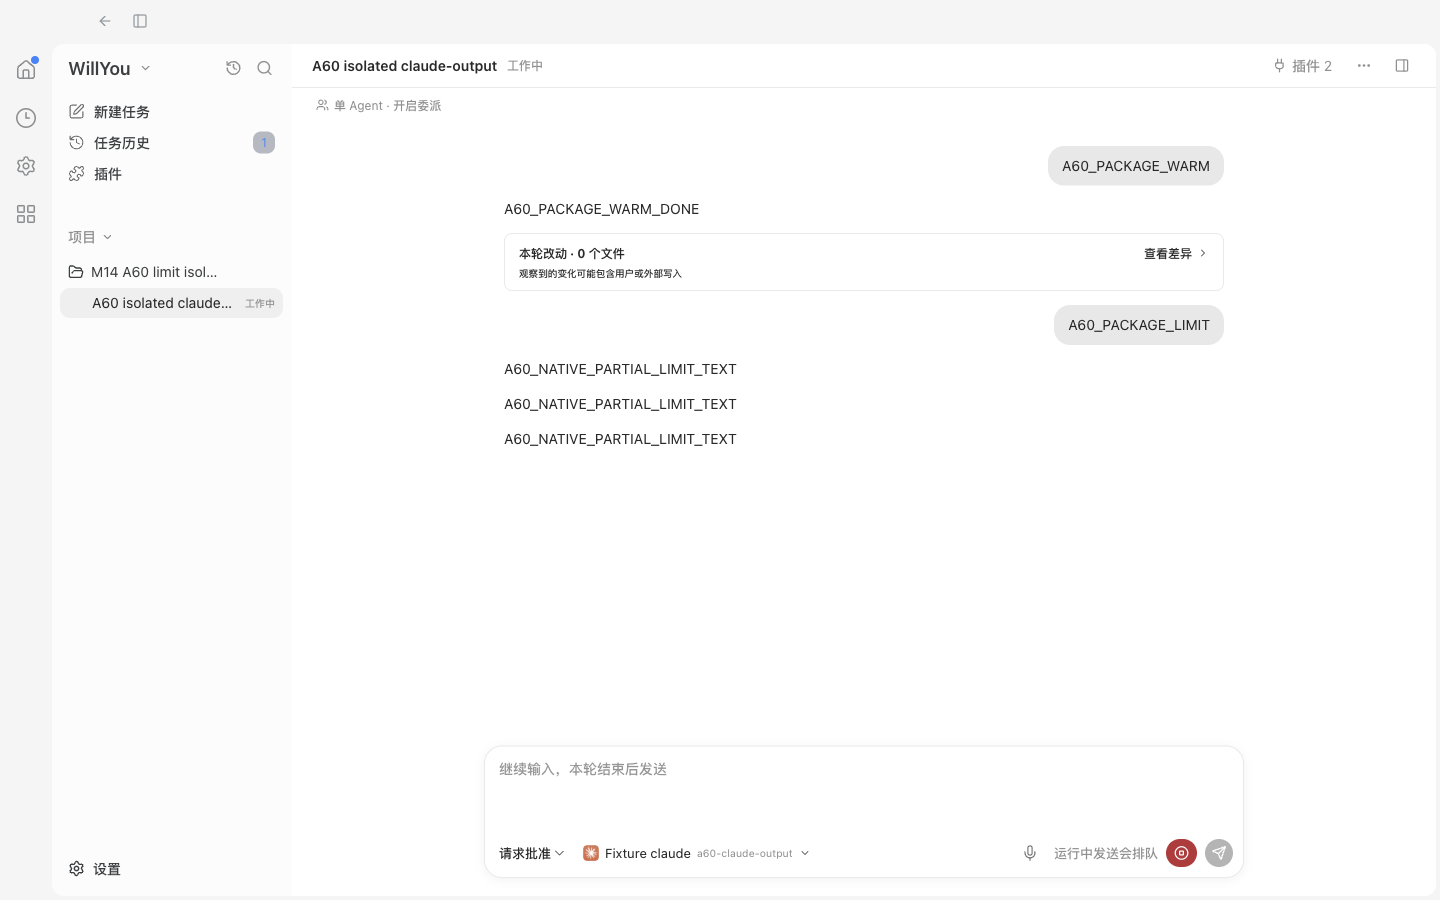 WillYou
新建任务
任务历史
1
插件
项目
M14 A60 limit isol...
A60 isolated claude...
工作中
设置
A60 isolated claude-output
工作中
插件 2
单 Agent · 开启委派
A60_PACKAGE_WARM
A60_PACKAGE_WARM_DONE
本轮改动 · 0 个文件
查看差异
观察到的变化可能包含用户或外部写入
A60_PACKAGE_LIMIT
A60_NATIVE_PARTIAL_LIMIT_TEXT
A60_NATIVE_PARTIAL_LIMIT_TEXT
A60_NATIVE_PARTIAL_LIMIT_TEXT
继续输入，本轮结束后发送
请求批准
Fixture claude a60-claude-output
运行中发送会排队